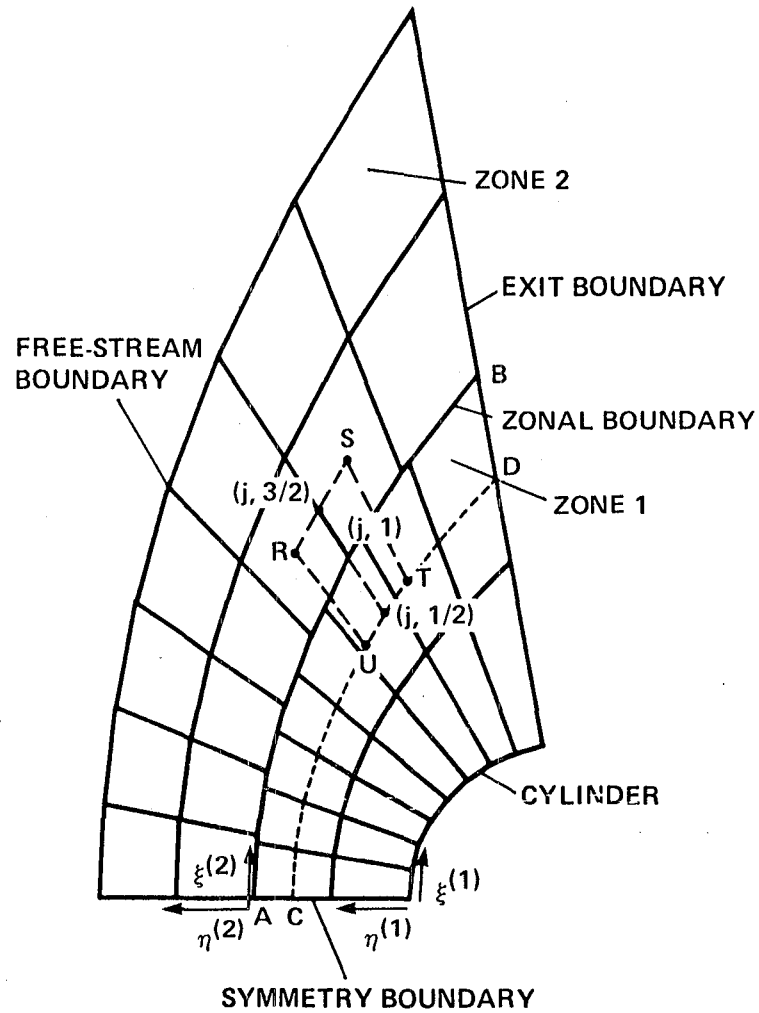 ZONE 2
EXIT BOUNDARY
FREE-STREAM
BOUNDARY
B
ZONAL BOUNDARY
S
D
(j, 3/2)
ZONE 1
(j, 1)
R
T
(j, 1/2)
U
CYLINDER
ξ(2)
ξ(1)
η(2)
A
C
η(1)
SYMMETRY BOUNDARY